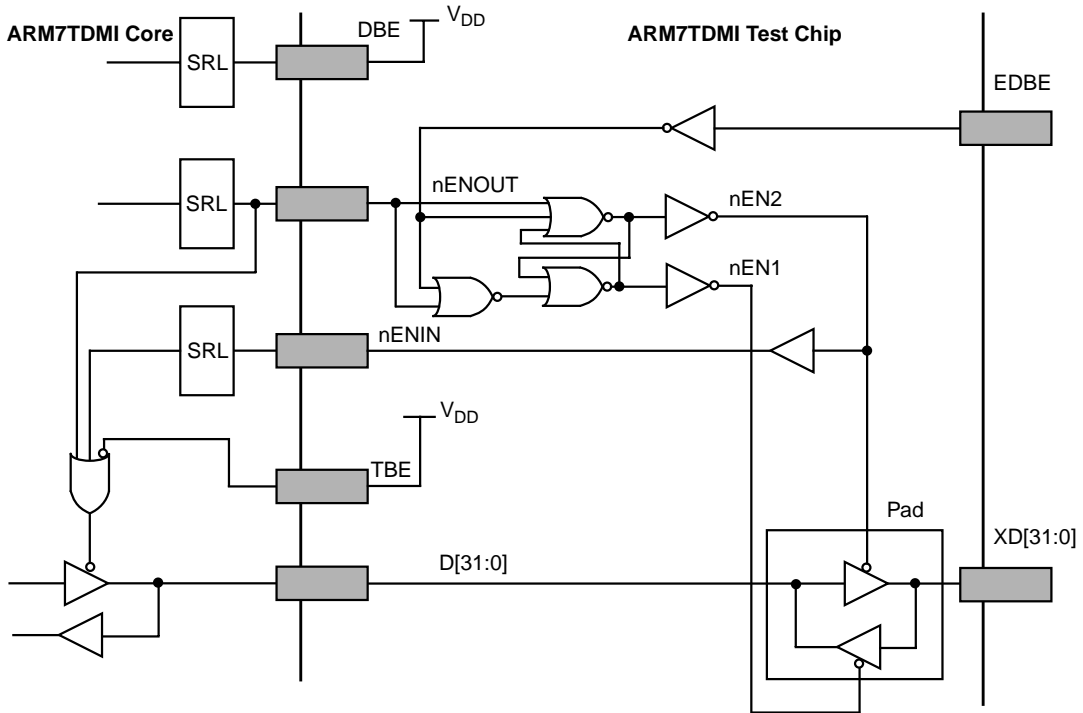 ARM7TDMI Core
DBE
VDD
ARM7TDMI Test Chip
SRL
EDBE
nENOUT
SRL
nEN2
nEN1
nENIN
SRL
VDD
TBE
Pad
D[31:0]
XD[31:0]